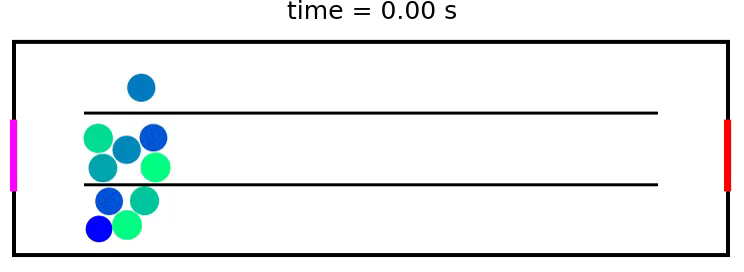 time = 0.00 s